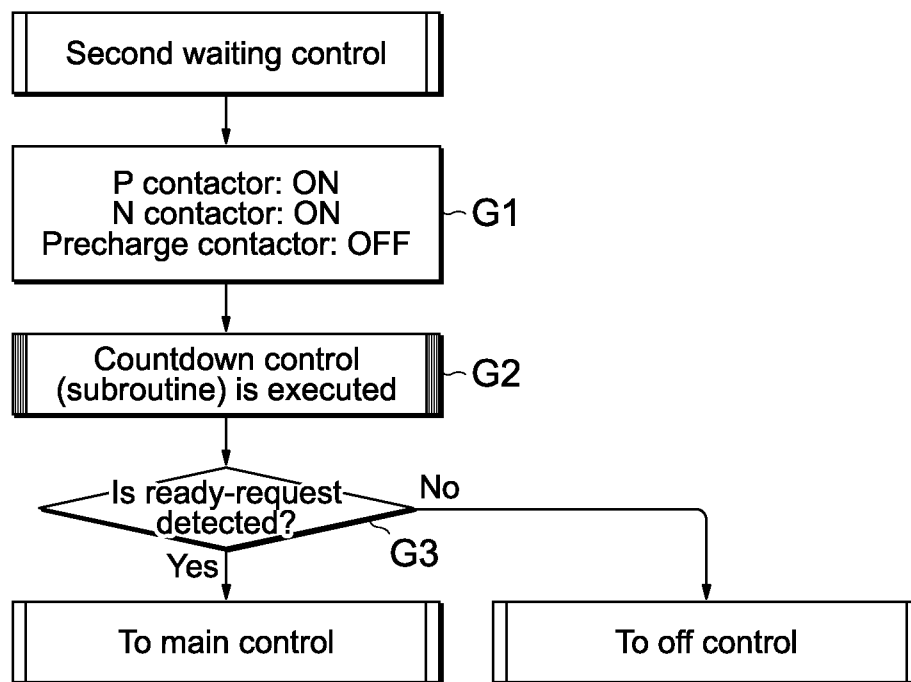 Second waiting control
P contactor: ON
N contactor: ON
Precharge contactor: OFF
G1
Countdown control
(subroutine) is executed
G2
Is ready-request
detected?
No
G3
Yes
To main control
To off control